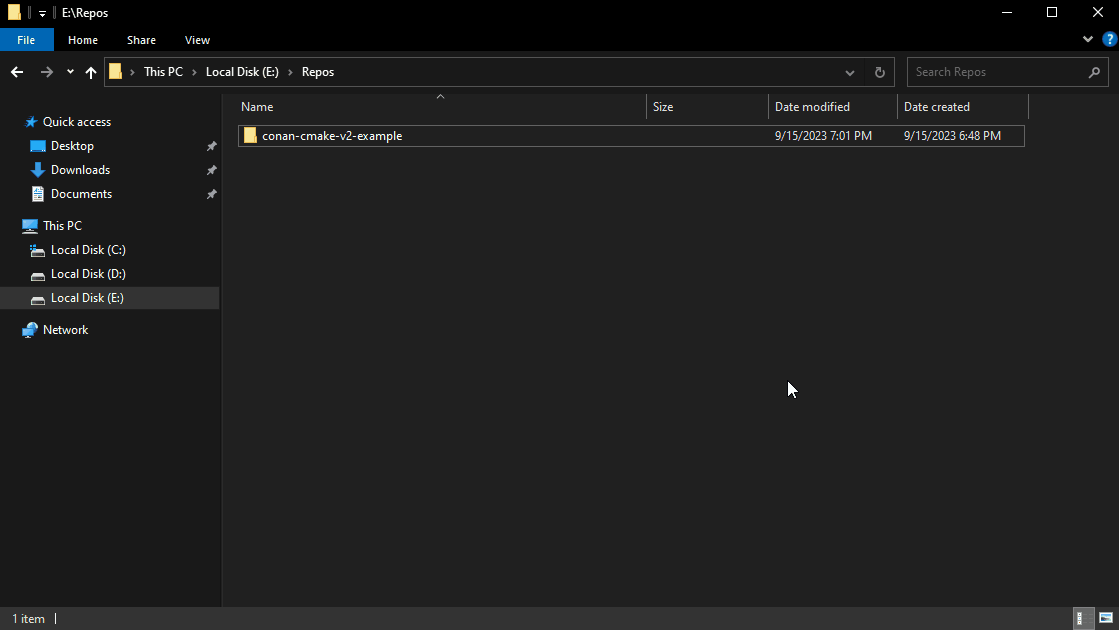 E:\Repos
File Home Share View
?
This PC Local Disk (E:) Repos
Search Repos
Name Size Date modified Date created
conan-cmake-v2-example 9/15/2023 7:01 PM 9/15/2023 6:48 PM
Quick access
Desktop
Downloads
Documents
This PC
Local Disk (C:)
Local Disk (D:)
Local Disk (E:)
Network
1 item